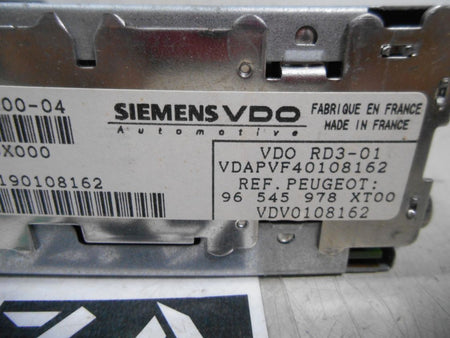 00-04
X000
190108162
SIEMENS VDO
Automotive
FABRIQUE EN FRANCE
MADE IN FRANCE
VDO RD3-01
VDAPVF40108162
REF. PEUGEOT:
96 545 978 XT00
VDV0108162